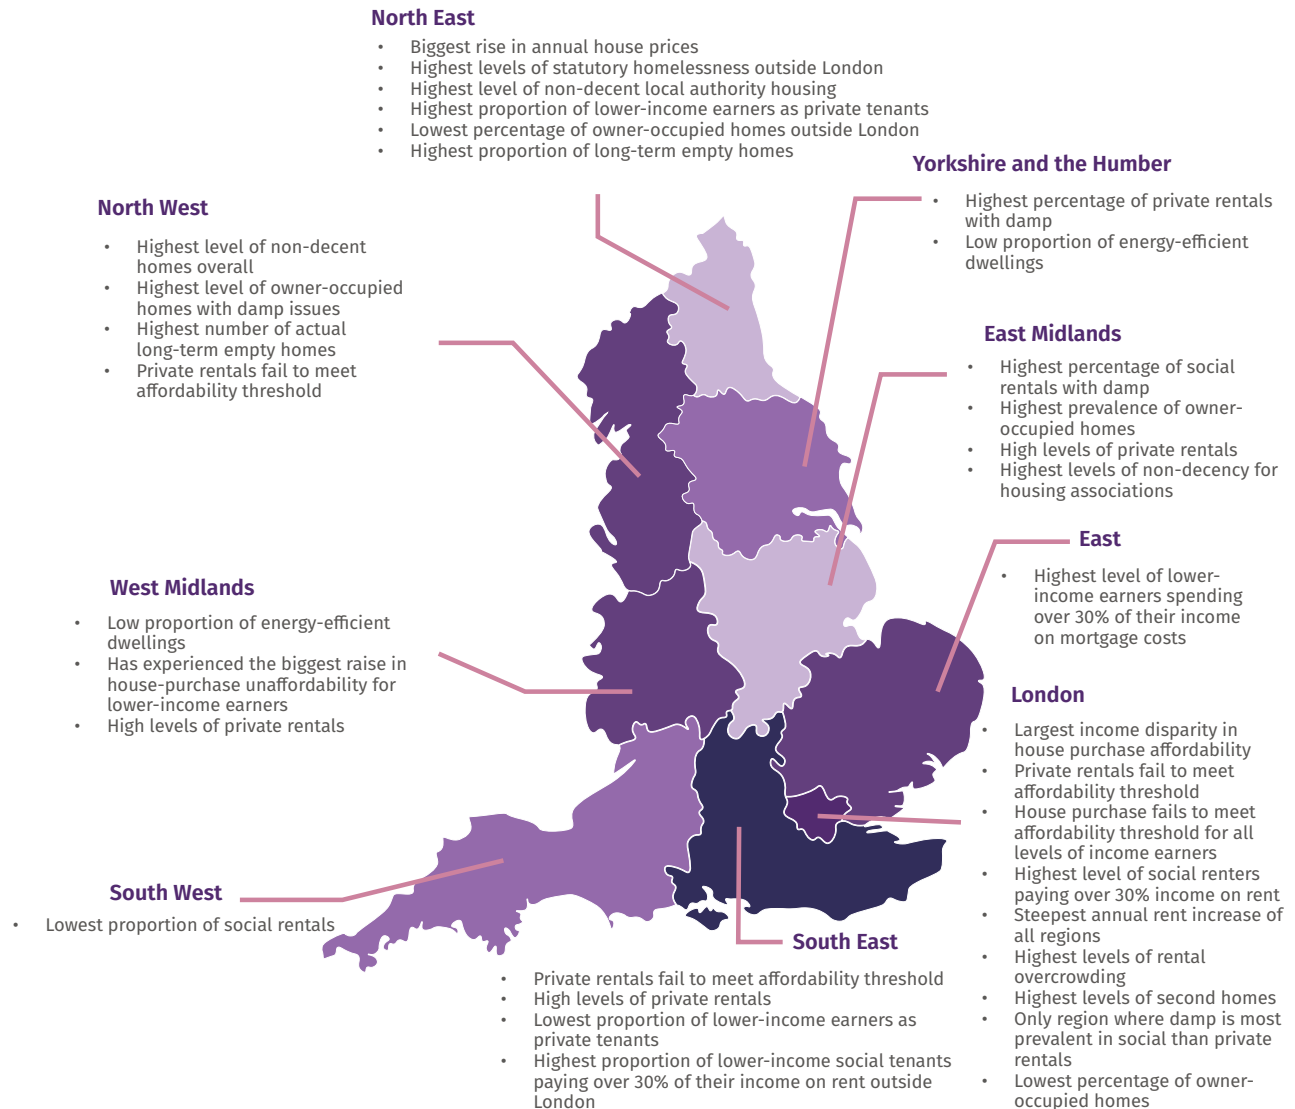 North East
• Biggest rise in annual house prices
• Highest levels of statutory homelessness outside London
• Highest level of non-decent local authority housing
• Highest proportion of lower-income earners as private tenants
• Lowest percentage of owner-occupied homes outside London
• Highest proportion of long-term empty homes
Yorkshire and the Humber
• Highest percentage of private rentals
with damp
• Low proportion of energy-efficient
dwellings
North West
• Highest level of non-decent
homes overall
• Highest level of owner-occupied
homes with damp issues
• Highest number of actual
long-term empty homes
• Private rentals fail to meet
affordability threshold
East Midlands
• Highest percentage of social
rentals with damp
• Highest prevalence of owner-
occupied homes
• High levels of private rentals
• Highest levels of non-decency for
housing associations
East
• Highest level of lower-
income earners spending
over 30% of their income
on mortgage costs
West Midlands
• Low proportion of energy-efficient
dwellings
• Has experienced the biggest raise in
house-purchase unaffordability for
lower-income earners
• High levels of private rentals
London
• Largest income disparity in
house purchase affordability
• Private rentals fail to meet
affordability threshold
• House purchase fails to meet
affordability threshold for all
levels of income earners
• Highest level of social renters
paying over 30% income on rent
• Steepest annual rent increase of
all regions
• Highest levels of rental
overcrowding
• Highest levels of second homes
• Only region where damp is most
prevalent in social than private
rentals
• Lowest percentage of owner-
occupied homes
South West
• Lowest proportion of social rentals
South East
• Private rentals fail to meet affordability threshold
• High levels of private rentals
• Lowest proportion of lower-income earners as
private tenants
• Highest proportion of lower-income social tenants
paying over 30% of their income on rent outside
London